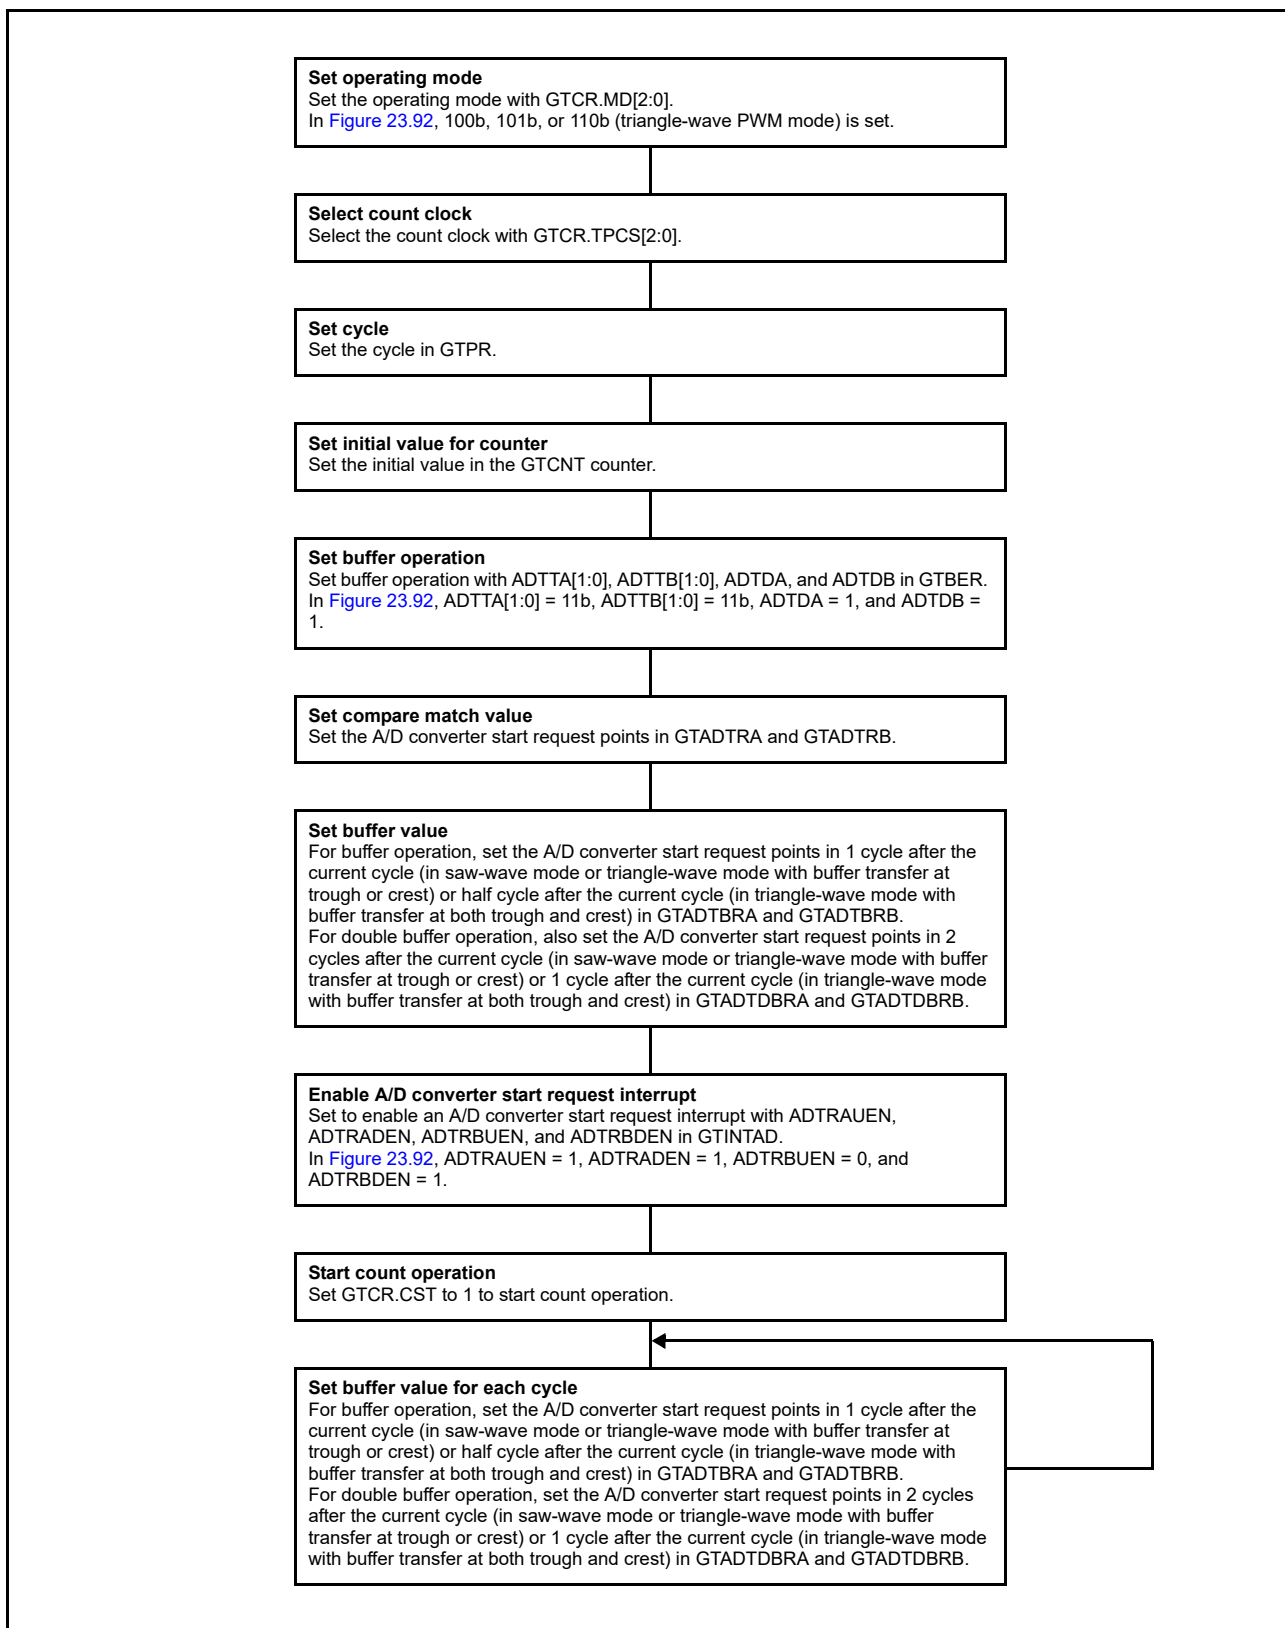 Set operating mode
Set the operating mode with GTCR.MD[2:0].
In Figure 23.92, 100b, 101b, or 110b (triangle-wave PWM mode) is set.
Select count clock
Select the count clock with GTCR.TPCS[2:0].
Set cycle
Set the cycle in GTPR.
Set initial value for counter
Set the initial value in the GTCNT counter.
Set buffer operation
Set buffer operation with ADTTA[1:0], ADTTB[1:0], ADTDA, and ADTDB in GTBER.
In Figure 23.92, ADTTA[1:0] = 11b, ADTTB[1:0] = 11b, ADTDA = 1, and ADTDB =
1.
Set compare match value
Set the A/D converter start request points in GTADTRA and GTADTRB.
Set buffer value
For buffer operation, set the A/D converter start request points in 1 cycle after the
current cycle (in saw-wave mode or triangle-wave mode with buffer transfer at
trough or crest) or half cycle after the current cycle (in triangle-wave mode with
buffer transfer at both trough and crest) in GTADTBRA and GTADTBRB.
For double buffer operation, also set the A/D converter start request points in 2
cycles after the current cycle (in saw-wave mode or triangle-wave mode with buffer
transfer at trough or crest) or 1 cycle after the current cycle (in triangle-wave mode
with buffer transfer at both trough and crest) in GTADTDBRA and GTADTDBRB.
Enable A/D converter start request interrupt
Set to enable an A/D converter start request interrupt with ADTRAUEN,
ADTRADEN, ADTRBUEN, and ADTRBDEN in GTINTAD.
In Figure 23.92, ADTRAUEN = 1, ADTRADEN = 1, ADTRBUEN = 0, and
ADTRBDEN = 1.
Start count operation
Set GTCR.CST to 1 to start count operation.
Set buffer value for each cycle
For buffer operation, set the A/D converter start request points in 1 cycle after the
current cycle (in saw-wave mode or triangle-wave mode with buffer transfer at
trough or crest) or half cycle after the current cycle (in triangle-wave mode with
buffer transfer at both trough and crest) in GTADTBRA and GTADTBRB.
For double buffer operation, set the A/D converter start request points in 2 cycles
after the current cycle (in saw-wave mode or triangle-wave mode with buffer
transfer at trough or crest) or 1 cycle after the current cycle (in triangle-wave mode
with buffer transfer at both trough and crest) in GTADTDBRA and GTADTDBRB.